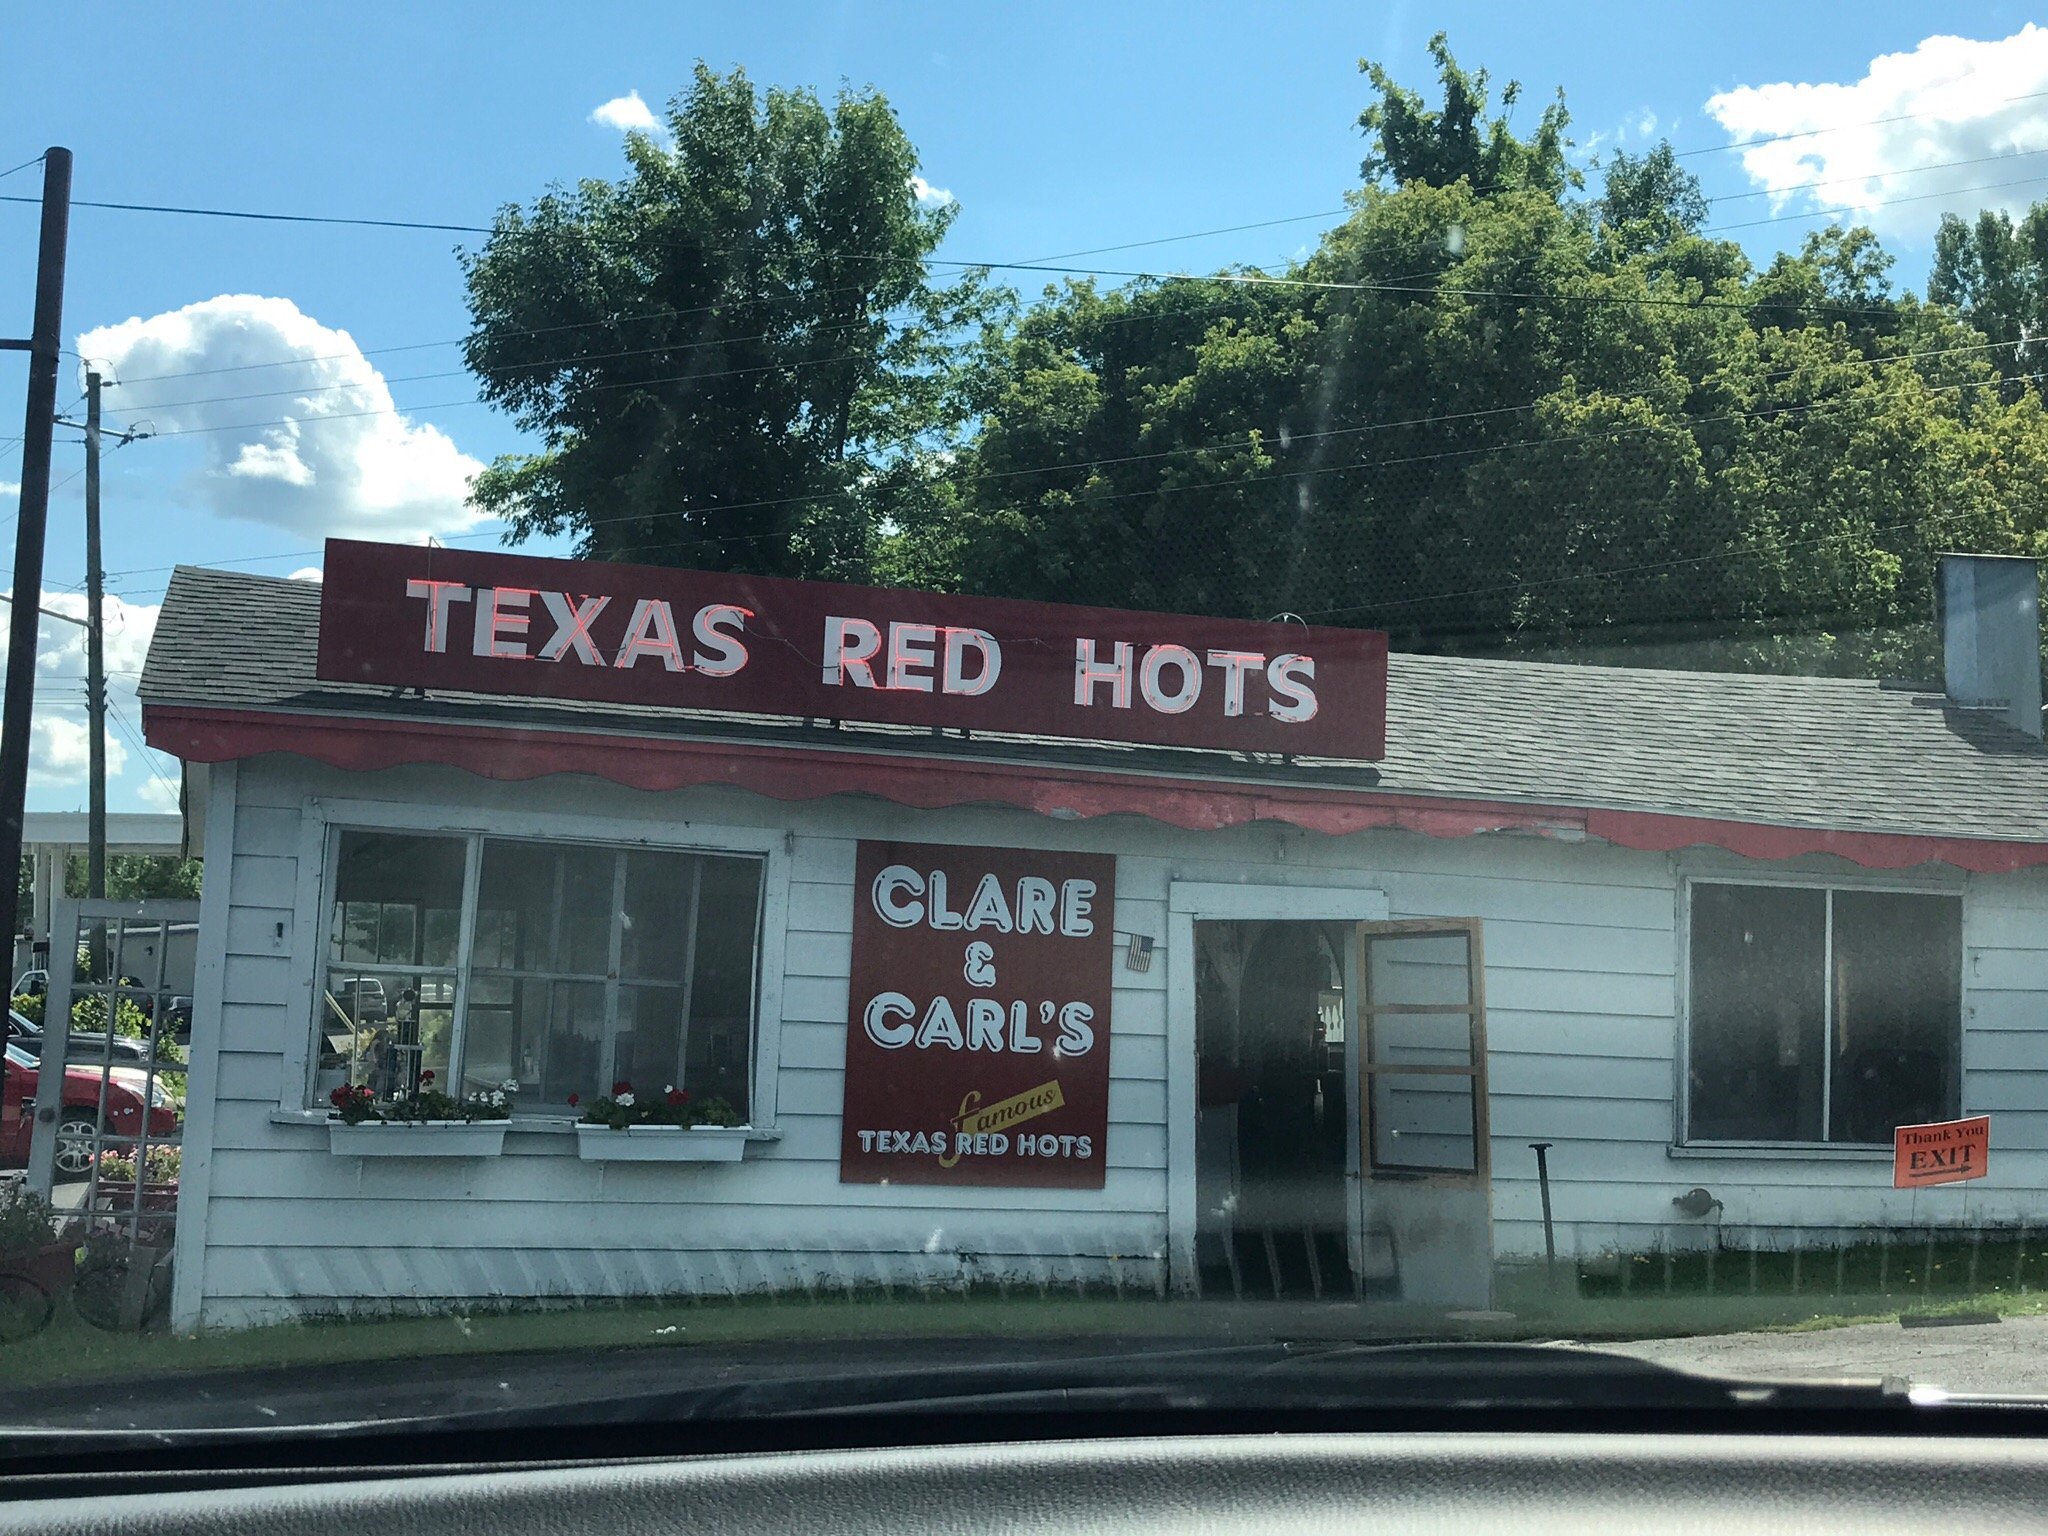 TEXAS RED HOTS
CLARE
&
CARL'S
famous
TEXAS RED HOTS
Thank You
EXIT